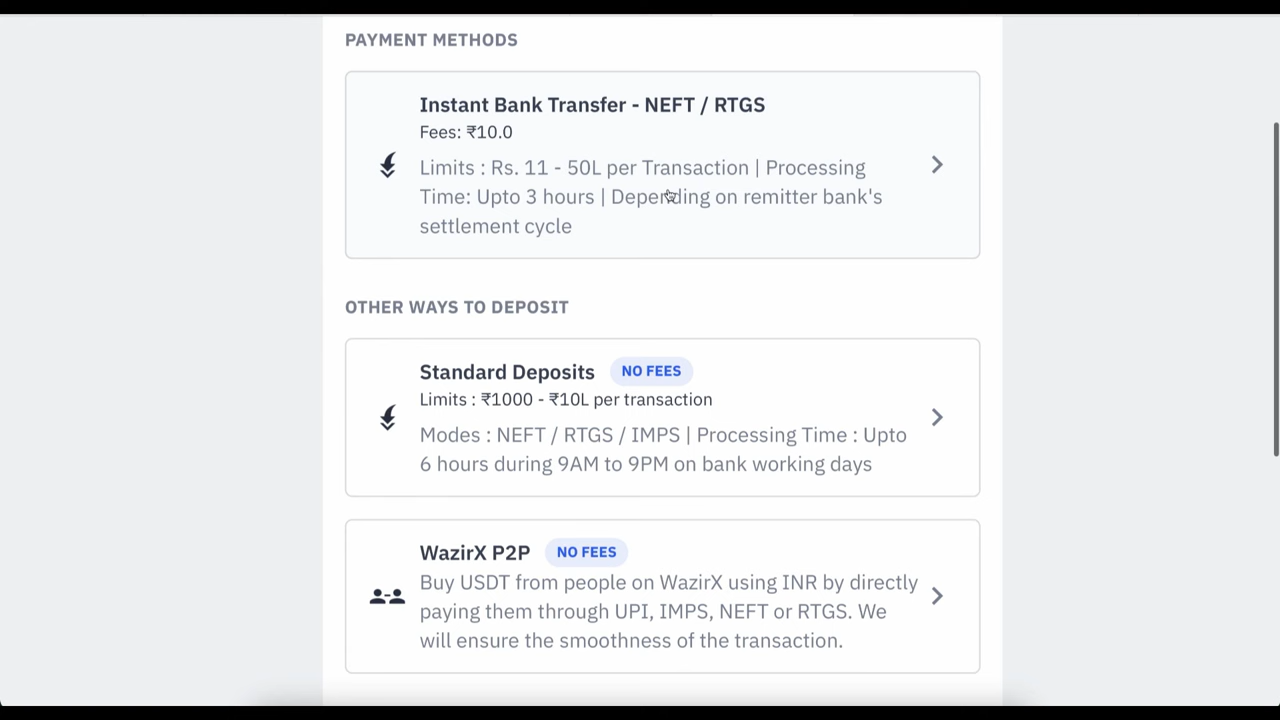 PAYMENT METHODS
Instant Bank Transfer - NEFT / RTGS
Fees: ₹10.0
Limits : Rs. 11 - 50L per Transaction | Processing
Time: Upto 3 hours | Depending on remitter bank's
settlement cycle
OTHER WAYS TO DEPOSIT
Standard Deposits NO FEES
Limits : ₹1000 - ₹10L per transaction
Modes : NEFT / RTGS / IMPS | Processing Time : Upto
6 hours during 9AM to 9PM on bank working days
WazirX P2P NO FEES
Buy USDT from people on WazirX using INR by directly
paying them through UPI, IMPS, NEFT or RTGS. We
will ensure the smoothness of the transaction.